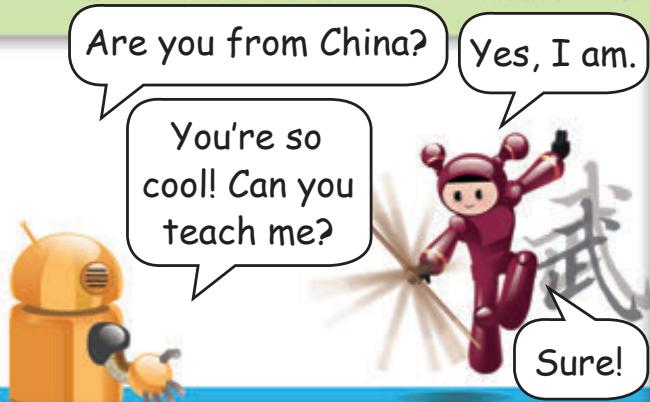 Are you from China?
Yes, I am.
You're so
cool! Can you
teach me?
Sure!
武